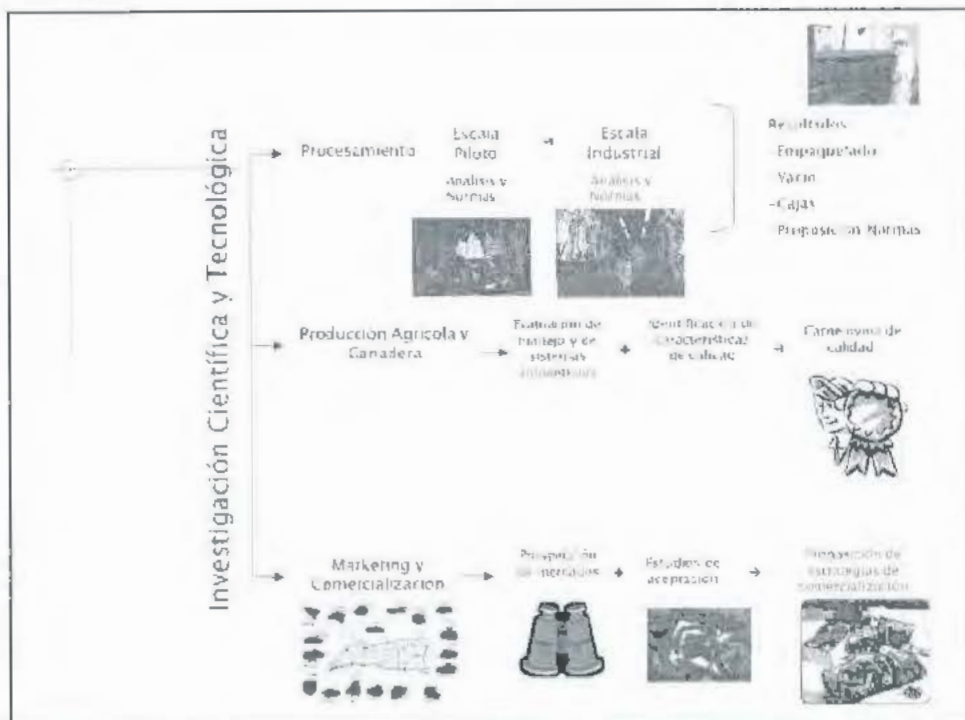 Investigación Científica y Tecnológica
Procesamiento
Escala
Piloto
Análisis y
Normas
Escala
Industrial
Análisis y
Normas
Resultados
-Empaquetado
-Vacío
-Cajas
Normas
Producción Agrícola y
Ganadera
Evaluación de
manejo y de
sistemas
Identificación de
características
de calidad
Carne ovina de
calidad
Marketing y
Comercialización
Prospección
de mercados
Estudios de
aceptación
Proposición de
estrategias de
comercialización